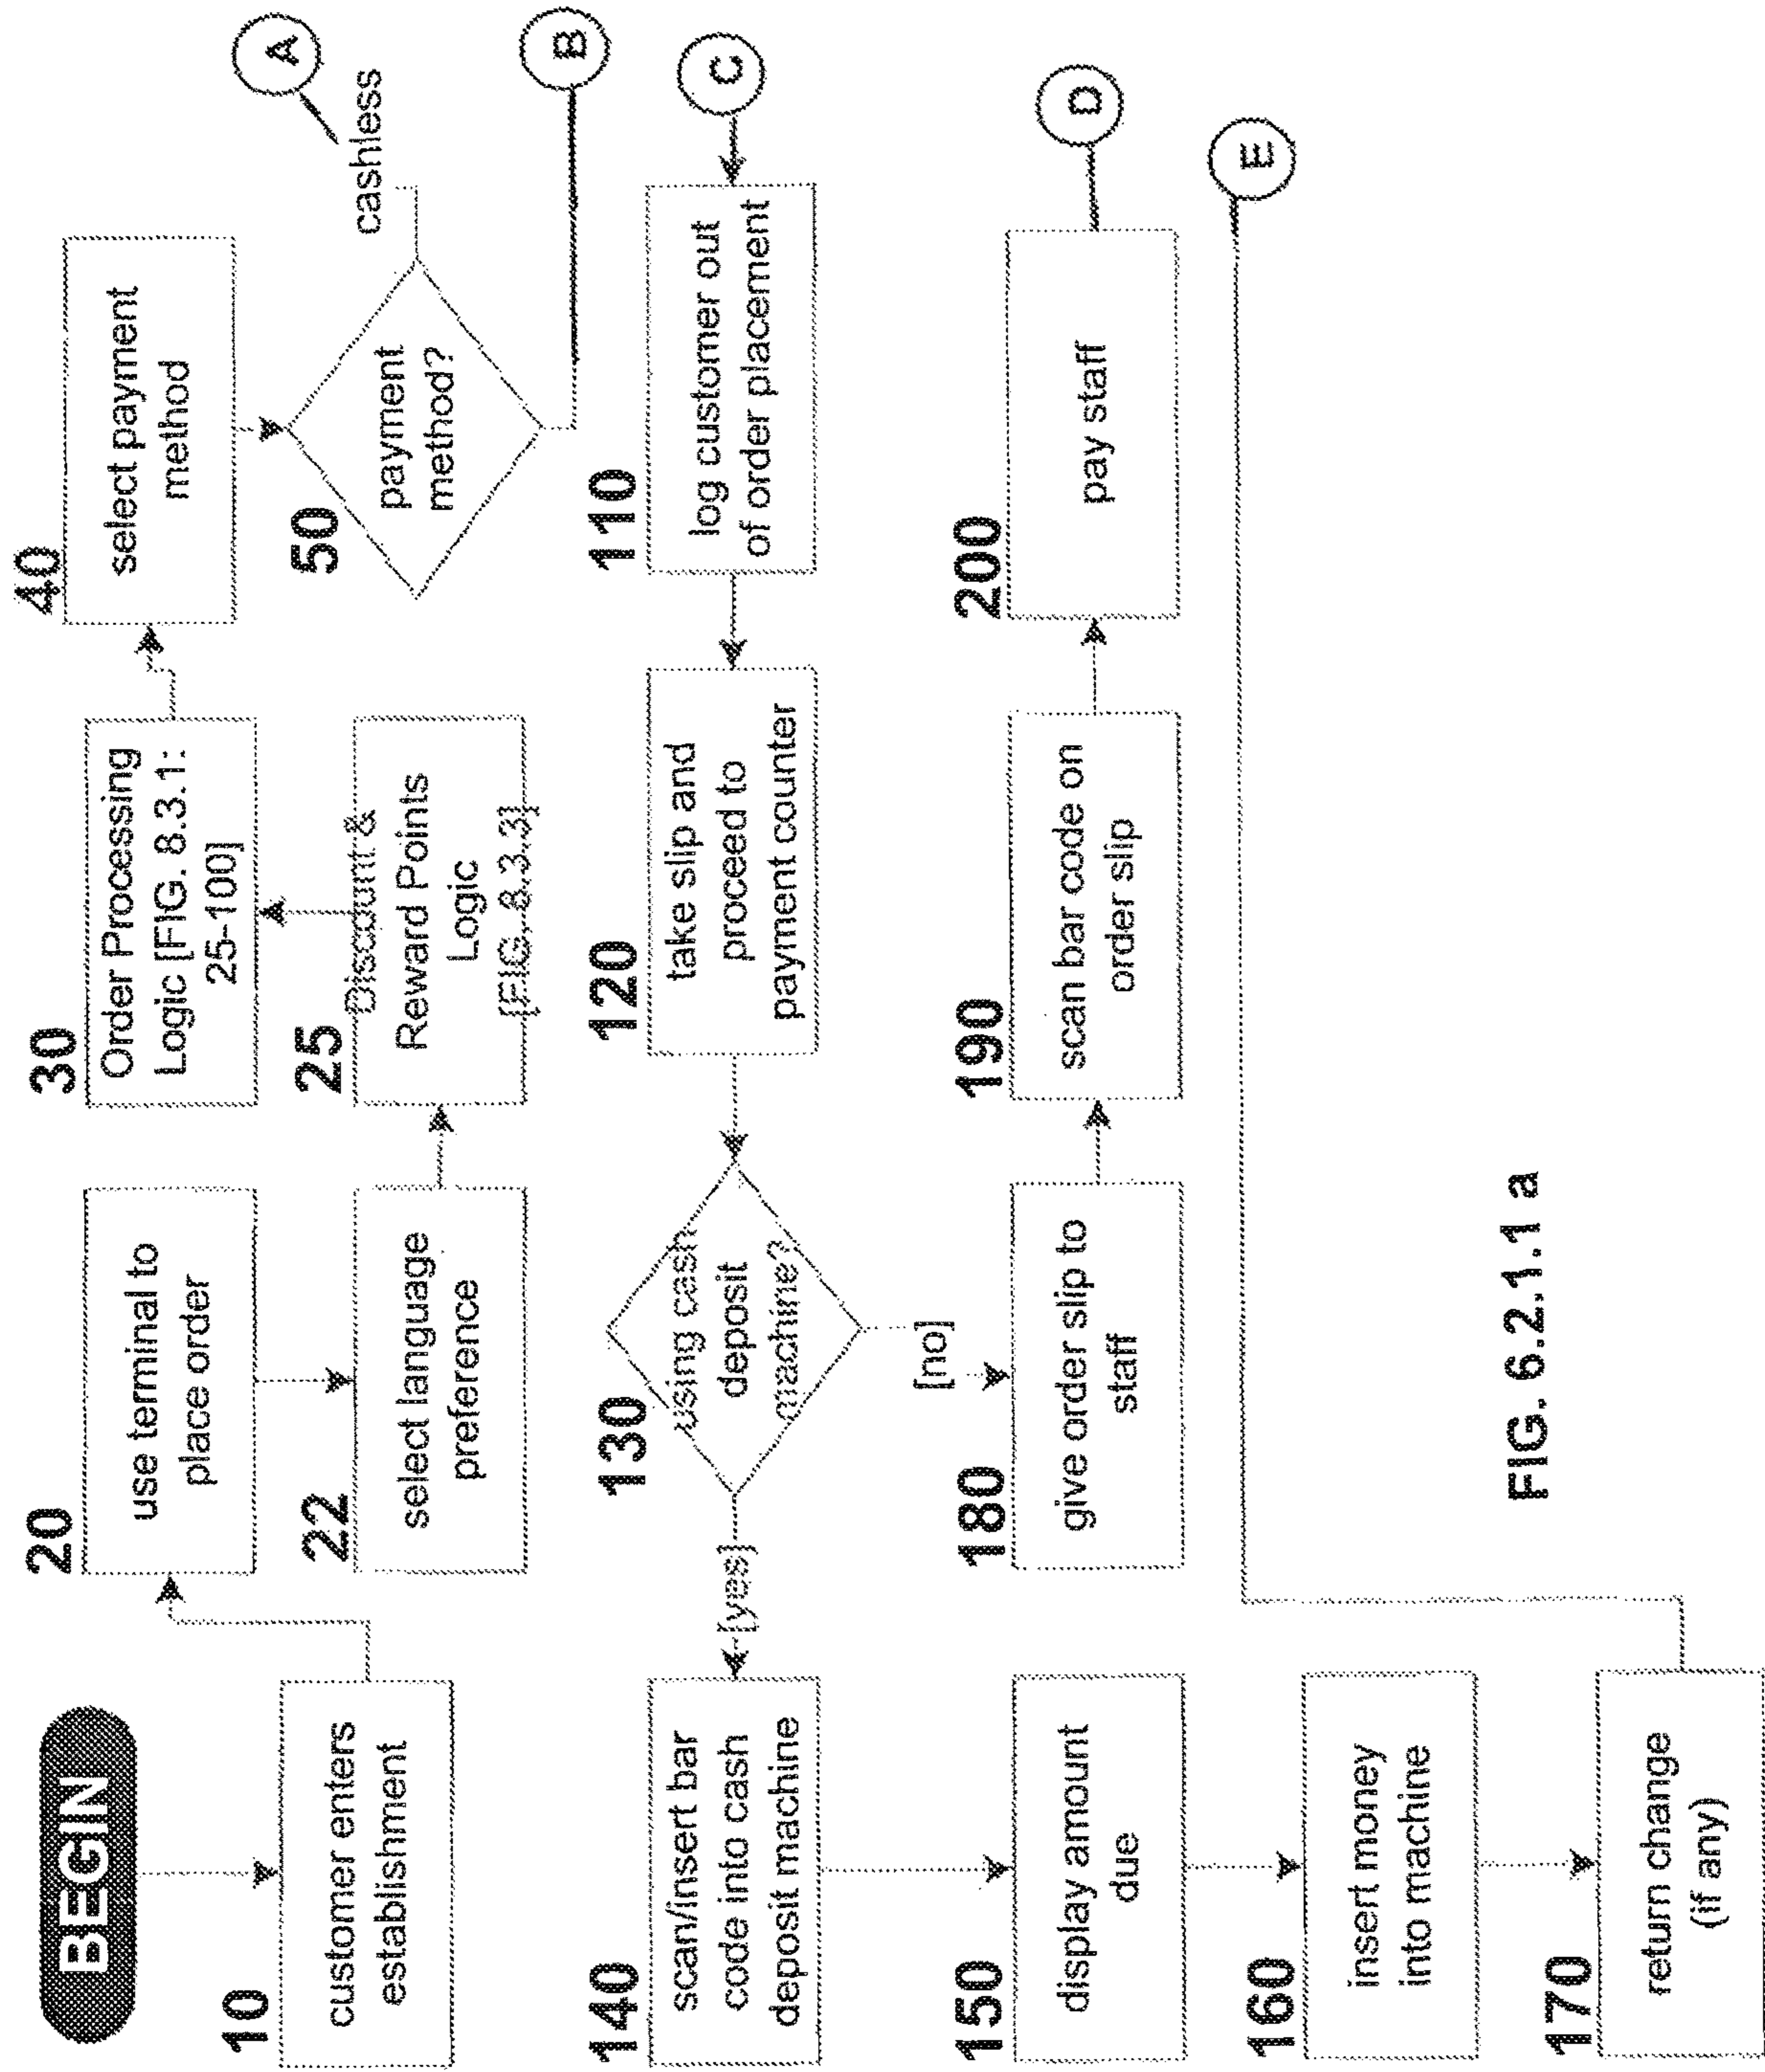 BEGIN
10
customer enters
establishment
20
use terminal to
place order
22
select language
preference
25
Discount &
Reward Points
Logic
[FIG. 8.3.3]
30
Order Processing
Logic [FIG. 8.3.1:
25-100]
40
select payment
method
50
payment
method?
cashless
A
B
C
110
log customer out
of order placement
120
take slip and
proceed to
payment counter
130
using cash
deposit
machine?
[yes]
[no]
140
scan/insert bar
code into cash
deposit machine
150
display amount
due
160
insert money
into machine
170
return change
(if any)
180
give order slip to
staff
190
scan bar code on
order slip
200
pay staff
D
E
FIG. 6.2.1.1 a